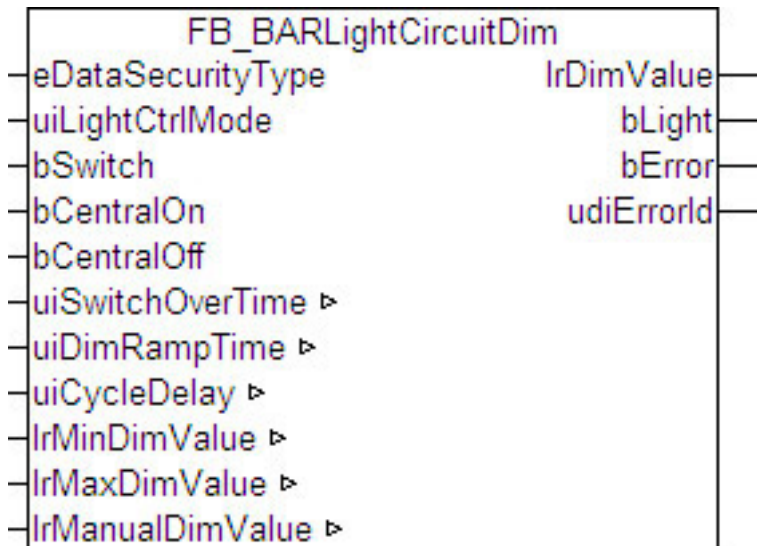 FB_BARLightCircuitDim
eDataSecurityType lrDimValue
uiLightCtrlMode bLight
bSwitch bError
bCentralOn udiErrorId
bCentralOff
uiSwitchOverTime
uiDimRampTime
uiCycleDelay
lrMinDimValue
lrMaxDimValue
lrManualDimValue